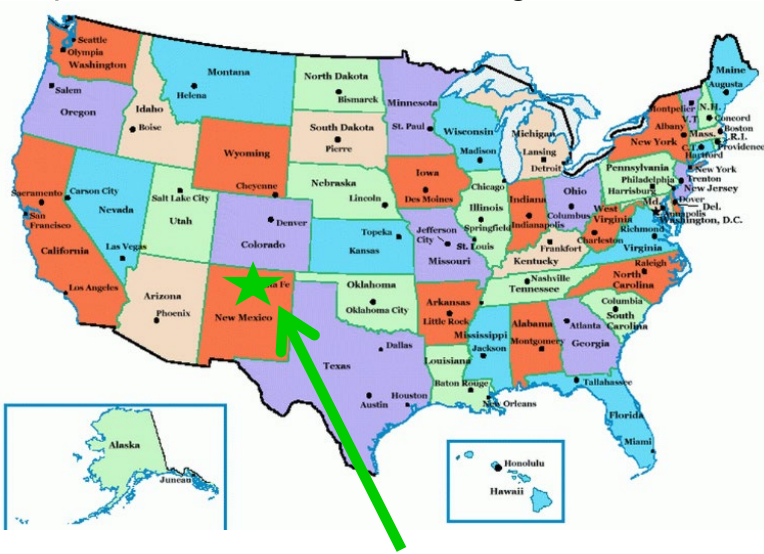 Seattle
Olympia
Washington
Montana
Helena
North Dakota
Bismarck
Minnesota
St. Paul
Maine
Augusta
Salem
Oregon
Idaho
Boise
South Dakota
Pierre
Wisconsin
Madison
Michigan
Lansing
Detroit
Montpelier
V.T.
N.H.
Concord
Albany
Mass.
Boston
R.I.
Providence
New York
C.T.
Hartford
Wyoming
Cheyenne
Nebraska
Lincoln
Iowa
Des Moines
Chicago
Illinois
Springfield
Indiana
Indianapolis
Ohio
Columbus
Pennsylvania
Philadelphia
Harrisburg
New York
Trenton
New Jersey
Dover
Del.
Md.
Annapolis
Washington, D.C.
Sacramento
San
Francisco
California
Carson City
Nevada
Las Vegas
Salt Lake City
Utah
Denver
Colorado
Topeka
Kansas
Jefferson
City
St. Louis
Missouri
West
Virginia
Charleston
Richmond
Virginia
Frankfort
Kentucky
Los Angeles
Arizona
Phoenix
Fe
New Mexico
Oklahoma
Oklahoma City
Arkansas
Little Rock
Nashville
Tennessee
Raleigh
North
Carolina
Columbia
South
Carolina
Texas
Dallas
Austin
Houston
Louisiana
Baton Rouge
New Orleans
Mississippi
Jackson
Alabama
Montgomery
Atlanta
Georgia
Tallahassee
Florida
Miami
Alaska
Juneau
Honolulu
Hawaii